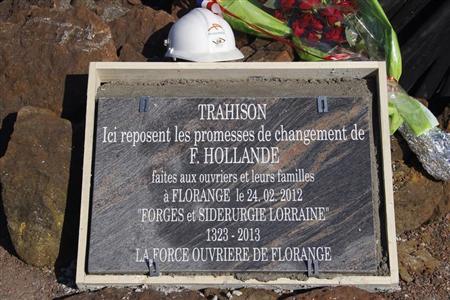 TRAHISON
Ici reposent les promesses de changement de
F. HOLLANDE
faites aux ouvriers et leurs familles
à FLORANGE le 24. 02. 2012
"FORGES et SIDERURGIE LORRAINE"
1323 - 2013
LA FORCE OUVRIERE DE FLORANGE